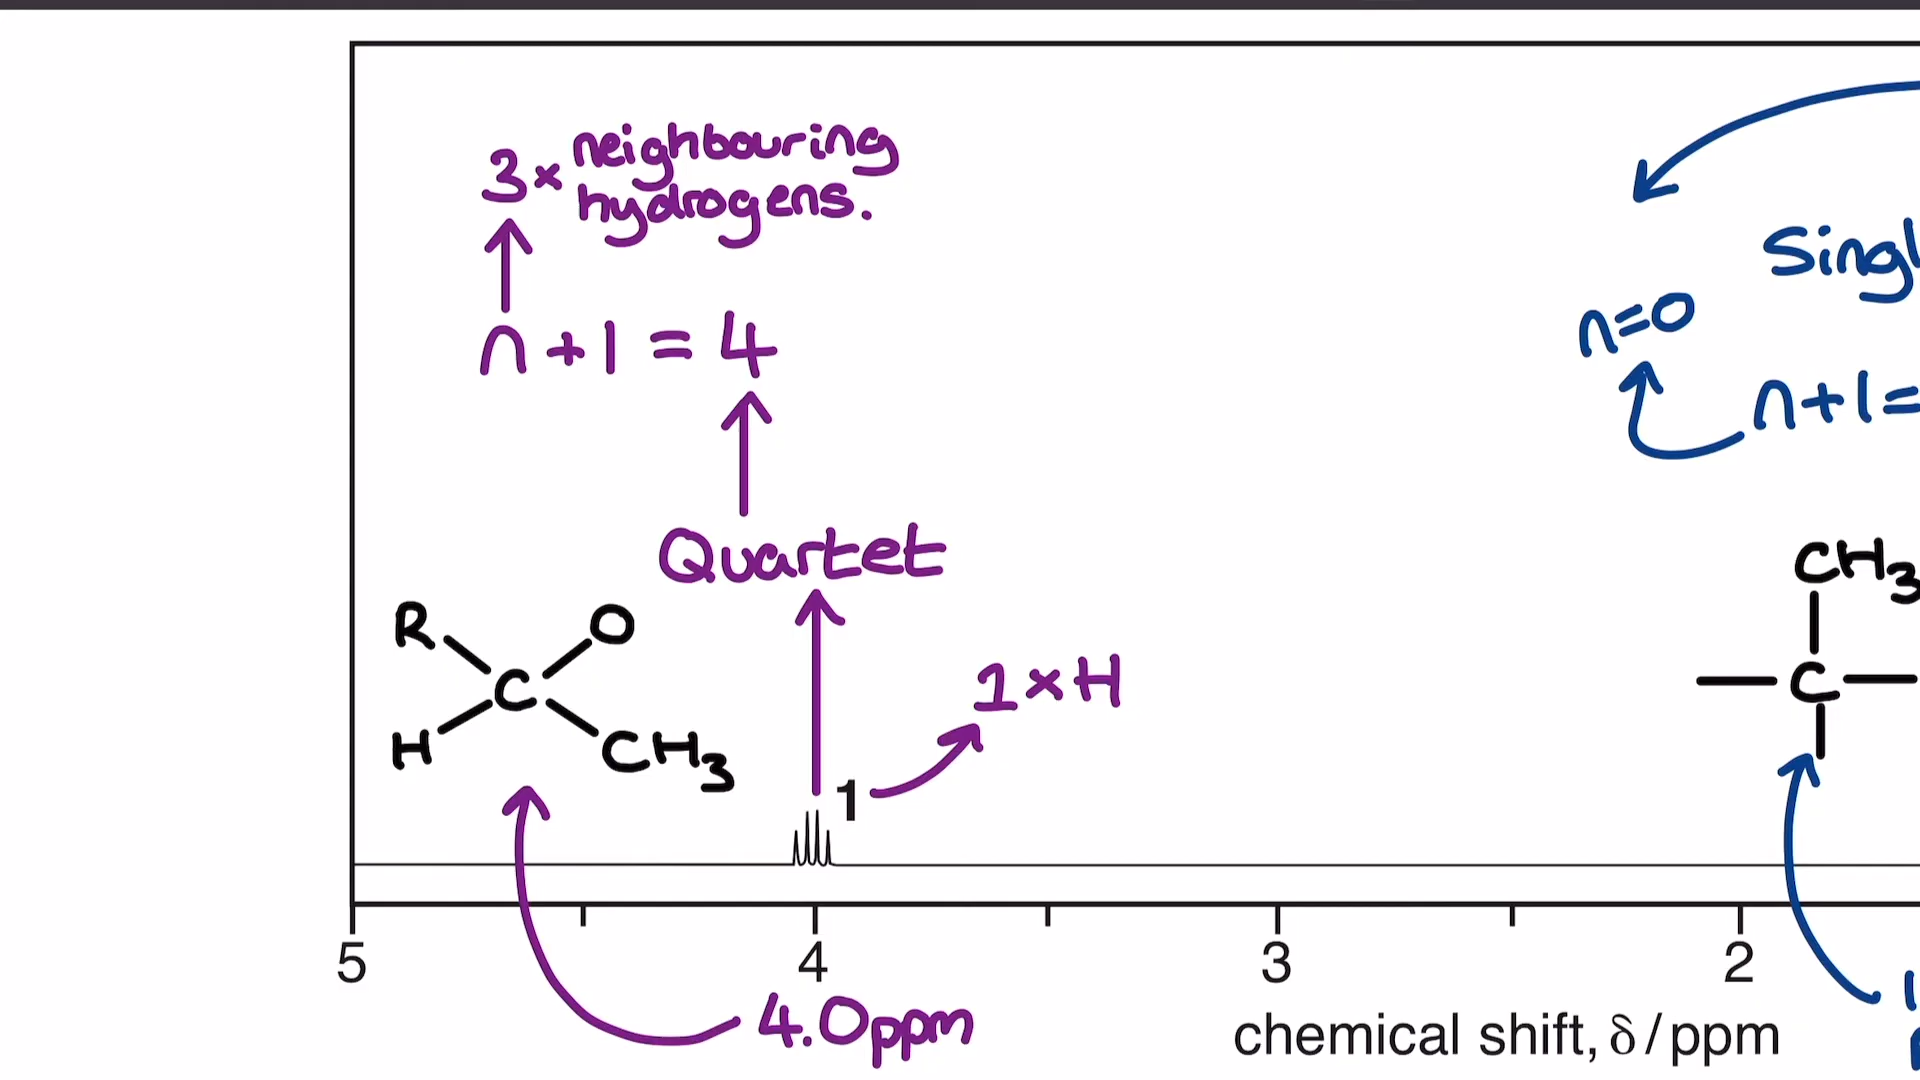 3× neighbouring
hydrogens.
n+1 = 4
Quartet
R
O
C
H
CH3
1×H
1
n=0
n+1=
CH3
C
5
4
3
2
4.0ppm
chemical shift, δ/ppm